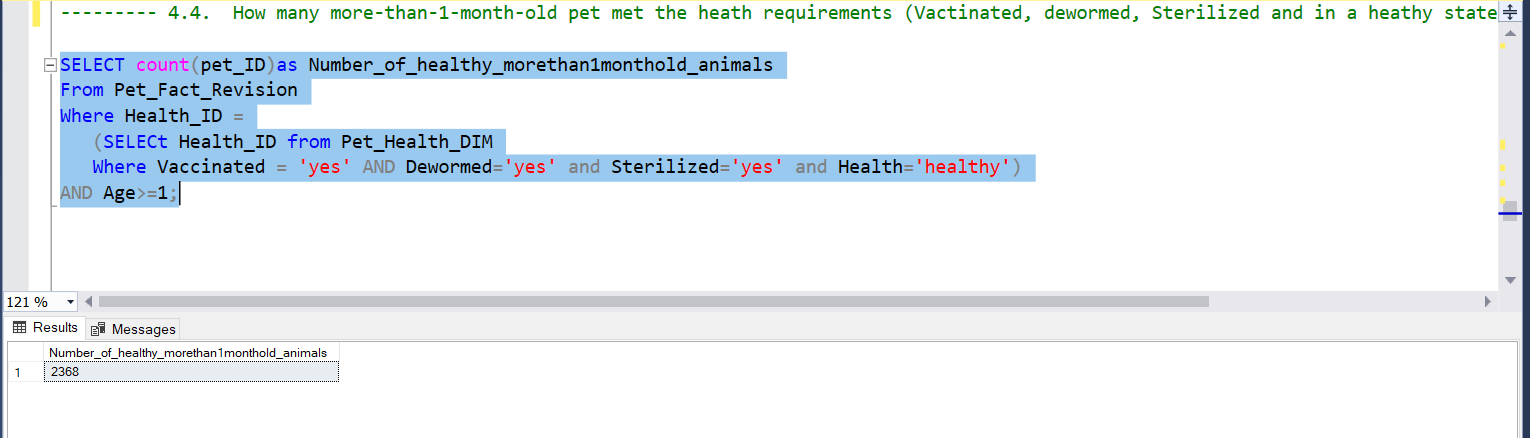 --------- 4.4.  How many more-than-1-month-old pet met the heath requirements (Vactinated, dewormed, Sterilized and in a heathy state
SELECT count(pet_ID)as Number_of_healthy_morethan1monthold_animals
From Pet_Fact_Revision
Where Health_ID =
(SELECt Health_ID from Pet_Health_DIM
Where Vaccinated = 'yes' AND Dewormed='yes' and Sterilized='yes' and Health='healthy')
AND Age>=1;
121 %
Results Messages
Number_of_healthy_morethan1monthold_animals
1 2368